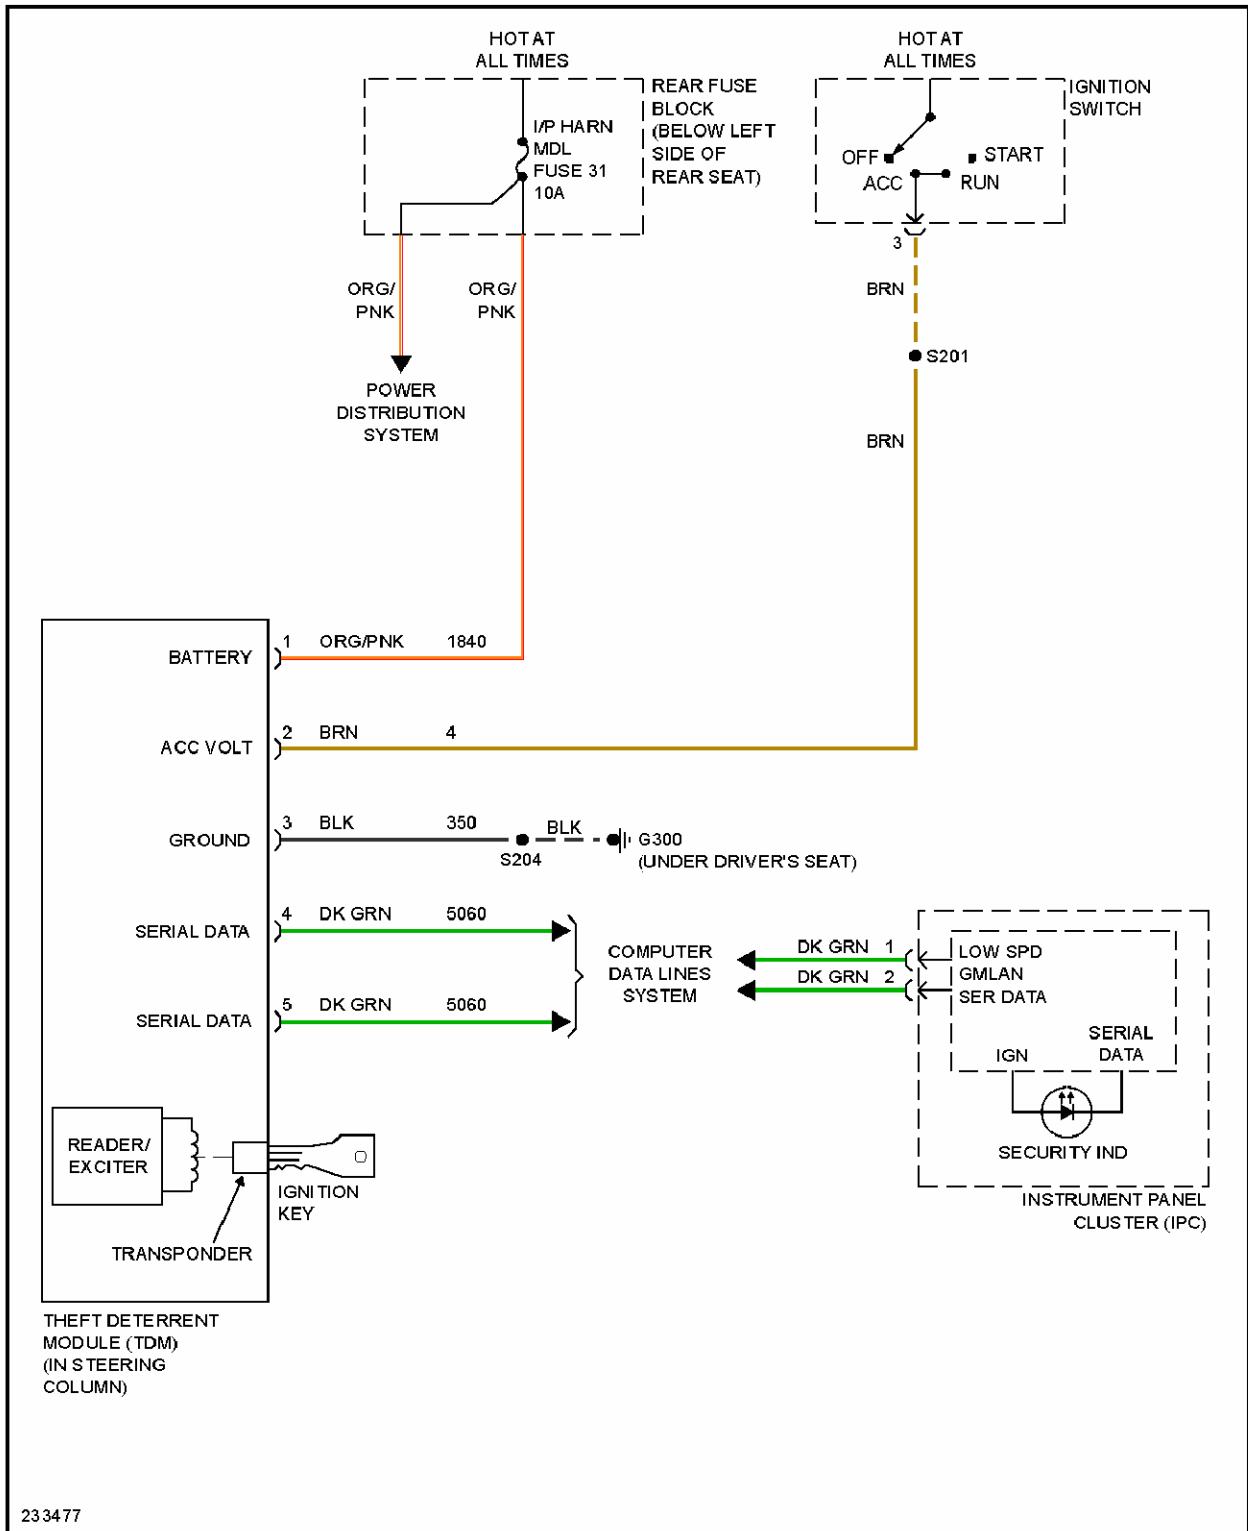 HOT AT
ALL TIMES
HOT AT
ALL TIMES
REAR FUSE
BLOCK
(BELOW LEFT
SIDE OF
REAR SEAT)
I/P HARN
MDL
FUSE 31
10A
IGNITION
SWITCH
OFF
START
ACC
RUN
3
ORG/
PNK
ORG/
PNK
BRN
S201
POWER
DISTRIBUTION
SYSTEM
BRN
BATTERY
1 ORG/PNK 1840
ACC VOLT
2 BRN 4
GROUND
3 BLK 350
BLK
S204
G300
(UNDER DRIVER'S SEAT)
SERIAL DATA
4 DK GRN 5060
SERIAL DATA
5 DK GRN 5060
COMPUTER
DATA LINES
SYSTEM
DK GRN 1
DK GRN 2
LOW SPD
GMLAN
SER DATA
IGN
SERIAL
DATA
SECURITY IND
INSTRUMENT PANEL
CLUSTER (IPC)
READER/
EXCITER
IGNITION
KEY
TRANSPONDER
THEFT DETERRENT
MODULE (TDM)
(IN STEERING
COLUMN)
233477